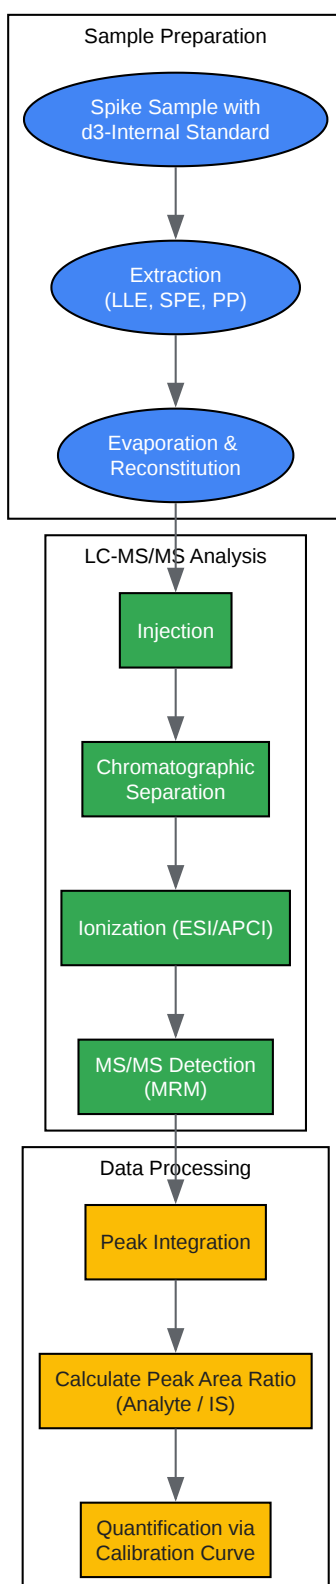 Sample Preparation
Spike Sample with
d3-Internal Standard
Extraction
(LLE, SPE, PP)
Evaporation &
Reconstitution
LC-MS/MS Analysis
Injection
Chromatographic
Separation
Ionization (ESI/APCI)
MS/MS Detection
(MRM)
Data Processing
Peak Integration
Calculate Peak Area Ratio
(Analyte / IS)
Quantification via
Calibration Curve